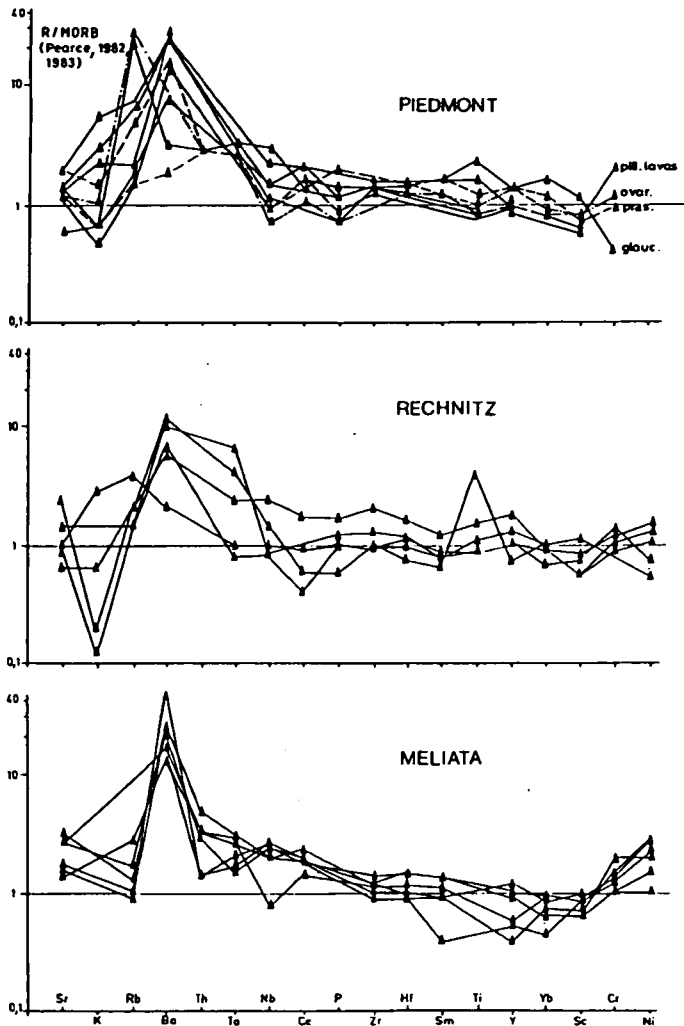 40
R/MORB
(Pearce, 1982
1983)
10
PIEDMONT
pill.lavas
1
ovar.
pras.
glauc.
0,1
40
RECHNITZ
10
1
0,1
40
MELIATA
10
1
Sr Rb Th Nb P Hf Ti Yb Cr
0,1
K Ba Ta Ce Zr Sm Y Sc Ni